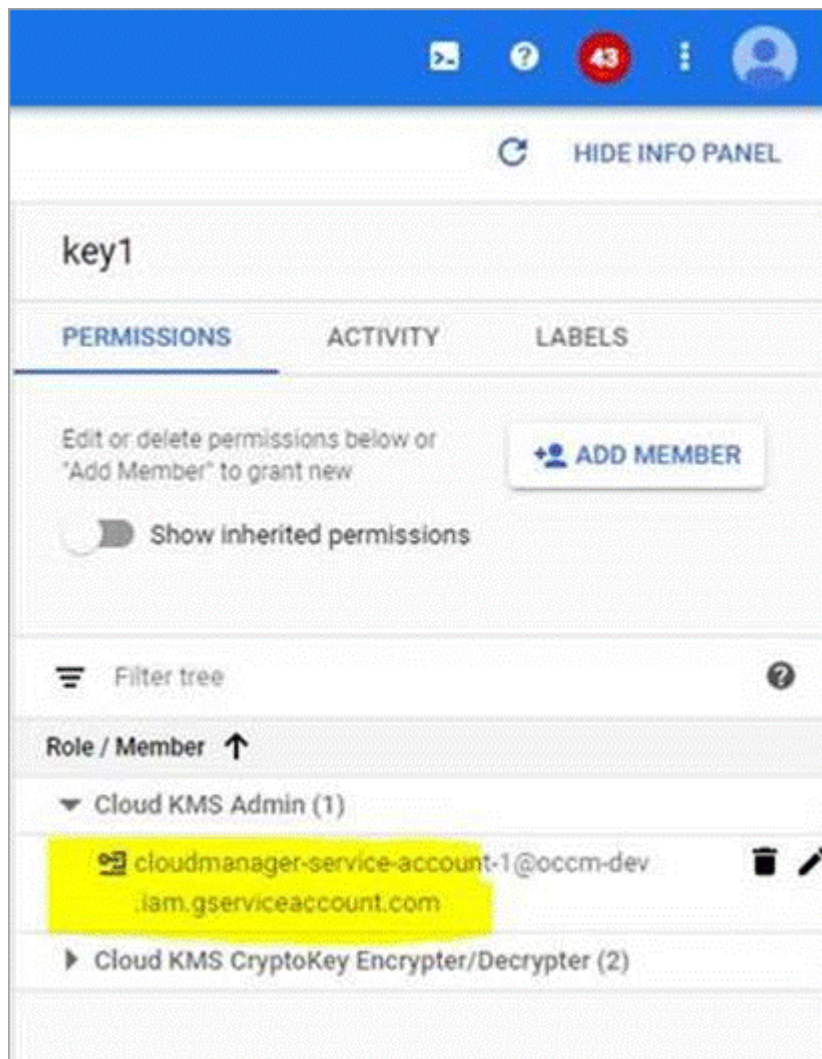 43
HIDE INFO PANEL
key1
PERMISSIONS ACTIVITY LABELS
Edit or delete permissions below or
"Add Member" to grant new
ADD MEMBER
Show inherited permissions
Filter tree
Role / Member
Cloud KMS Admin (1)
cloudmanager-service-account-1@occm-dev
.iam.gserviceaccount.com
Cloud KMS CryptoKey Encrypter/Decrypter (2)